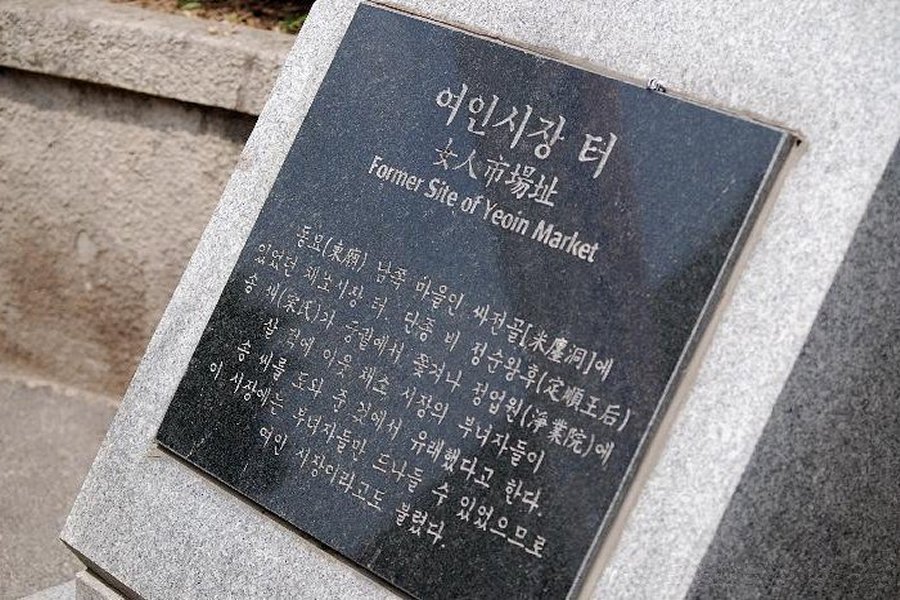 여인시장 터
女人市場址
Former Site of Yeoin Market
동묘(東廟) 남쪽 마을인 싸전골[米廛洞]에
있었던 채소시장 터. 단종 비 정순왕후(定順王后)
송 씨(宋氏)가 궁궐에서 쫓겨나 정업원(淨業院)에
살 적에 이웃 채소 시장의 부녀자들이
송 씨를 도와 준 것에서 유래했다고 한다.
이 시장에는 부녀자들만 드나들 수 있었으므로
여인 시장이라고도 불렸다.